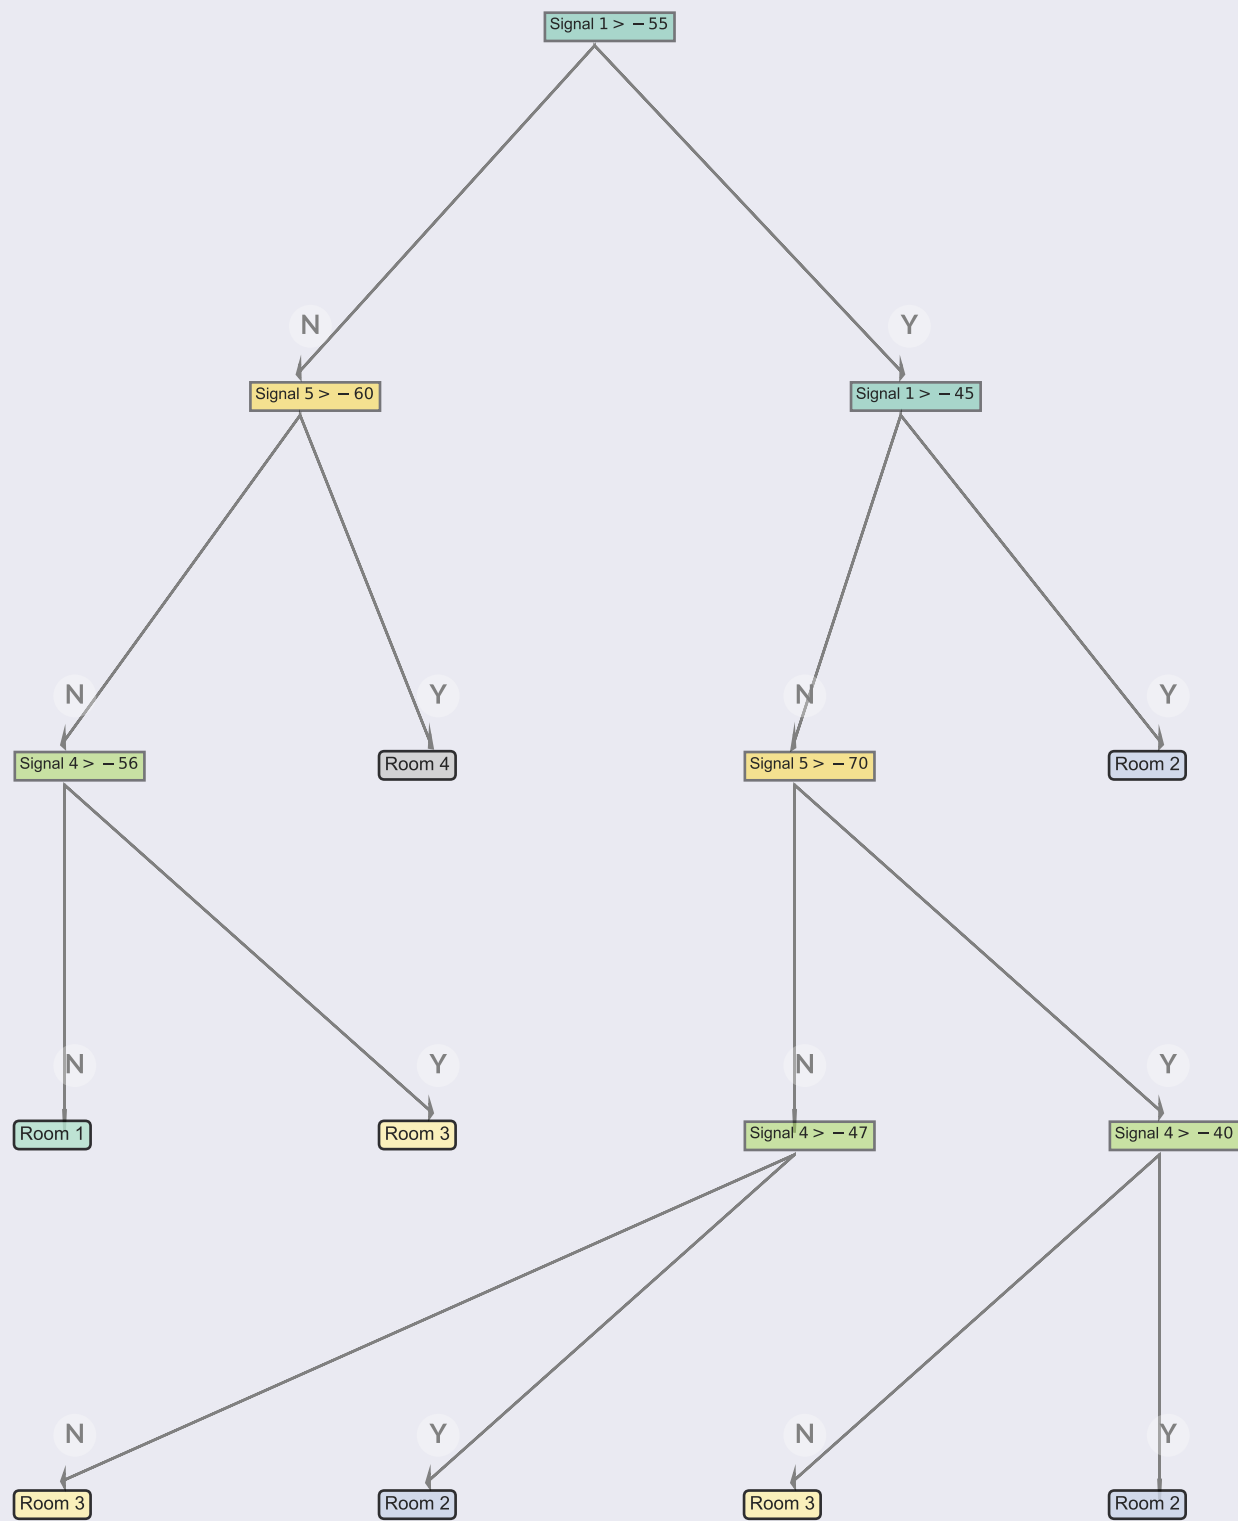 Signal 1 > −55
N
Y
Signal 5 > −60
Signal 1 > −45
N
Y
N
Y
Signal 4 > −56
Room 4
Signal 5 > −70
Room 2
N
Y
N
Y
Room 1
Room 3
Signal 4 > −47
Signal 4 > −40
N
Y
N
Y
Room 3
Room 2
Room 3
Room 2